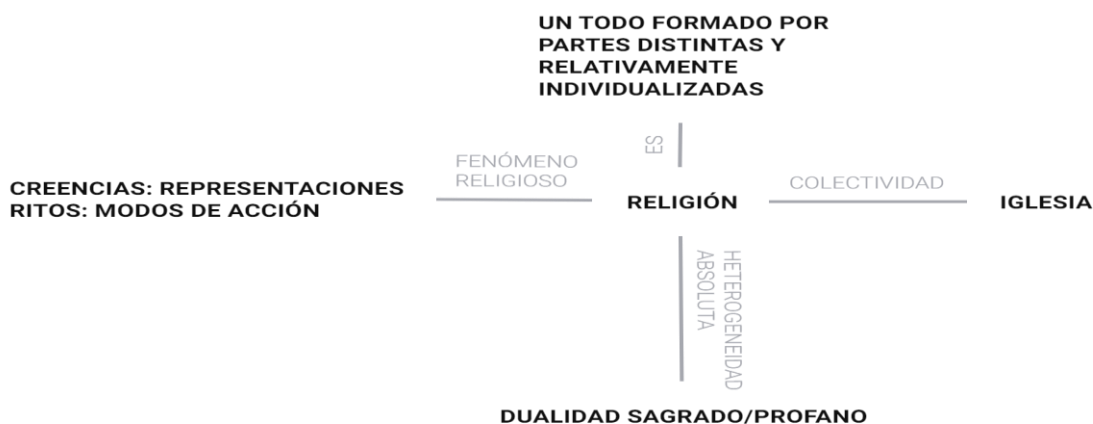 UN TODO FORMADO POR
PARTES DISTINTAS Y
RELATIVAMENTE
INDIVIDUALIZADAS
ES
FENÓMENO
RELIGIOSO
CREENCIAS: REPRESENTACIONES
RITOS: MODOS DE ACCIÓN
RELIGIÓN
COLECTIVIDAD
IGLESIA
HETEROGENEIDAD
ABSOLUTA
DUALIDAD SAGRADO/PROFANO